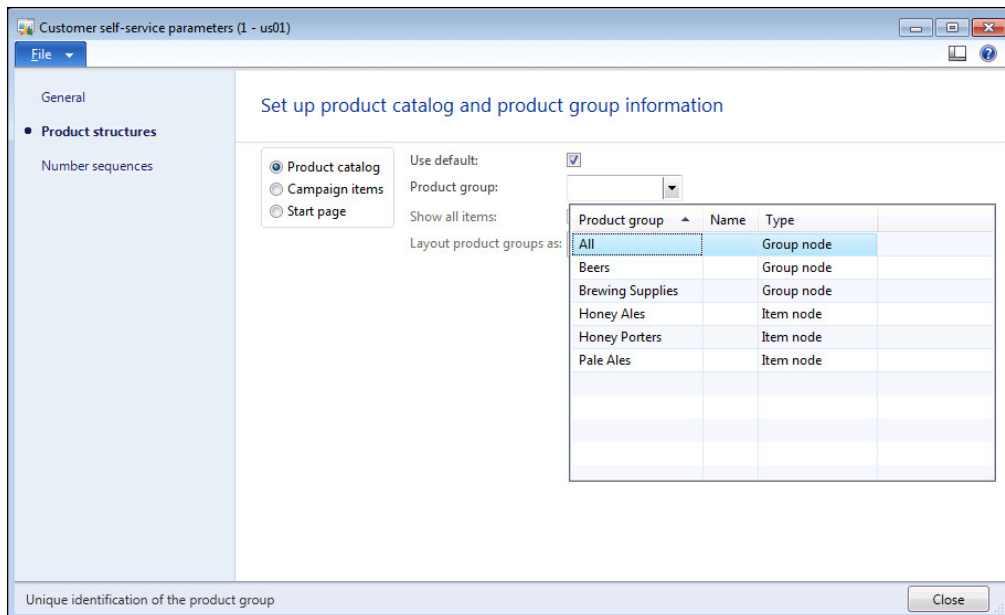 Customer self-service parameters (1 - us01)
File
General
Product structures
Number sequences
Set up product catalog and product group information
Product catalog
Campaign items
Start page
Use default:
Product group:
Show all items:
Layout product groups as:
Product group Name Type
All Group node
Beers Group node
Brewing Supplies Group node
Honey Ales Item node
Honey Porters Item node
Pale Ales Item node
Unique identification of the product group
Close